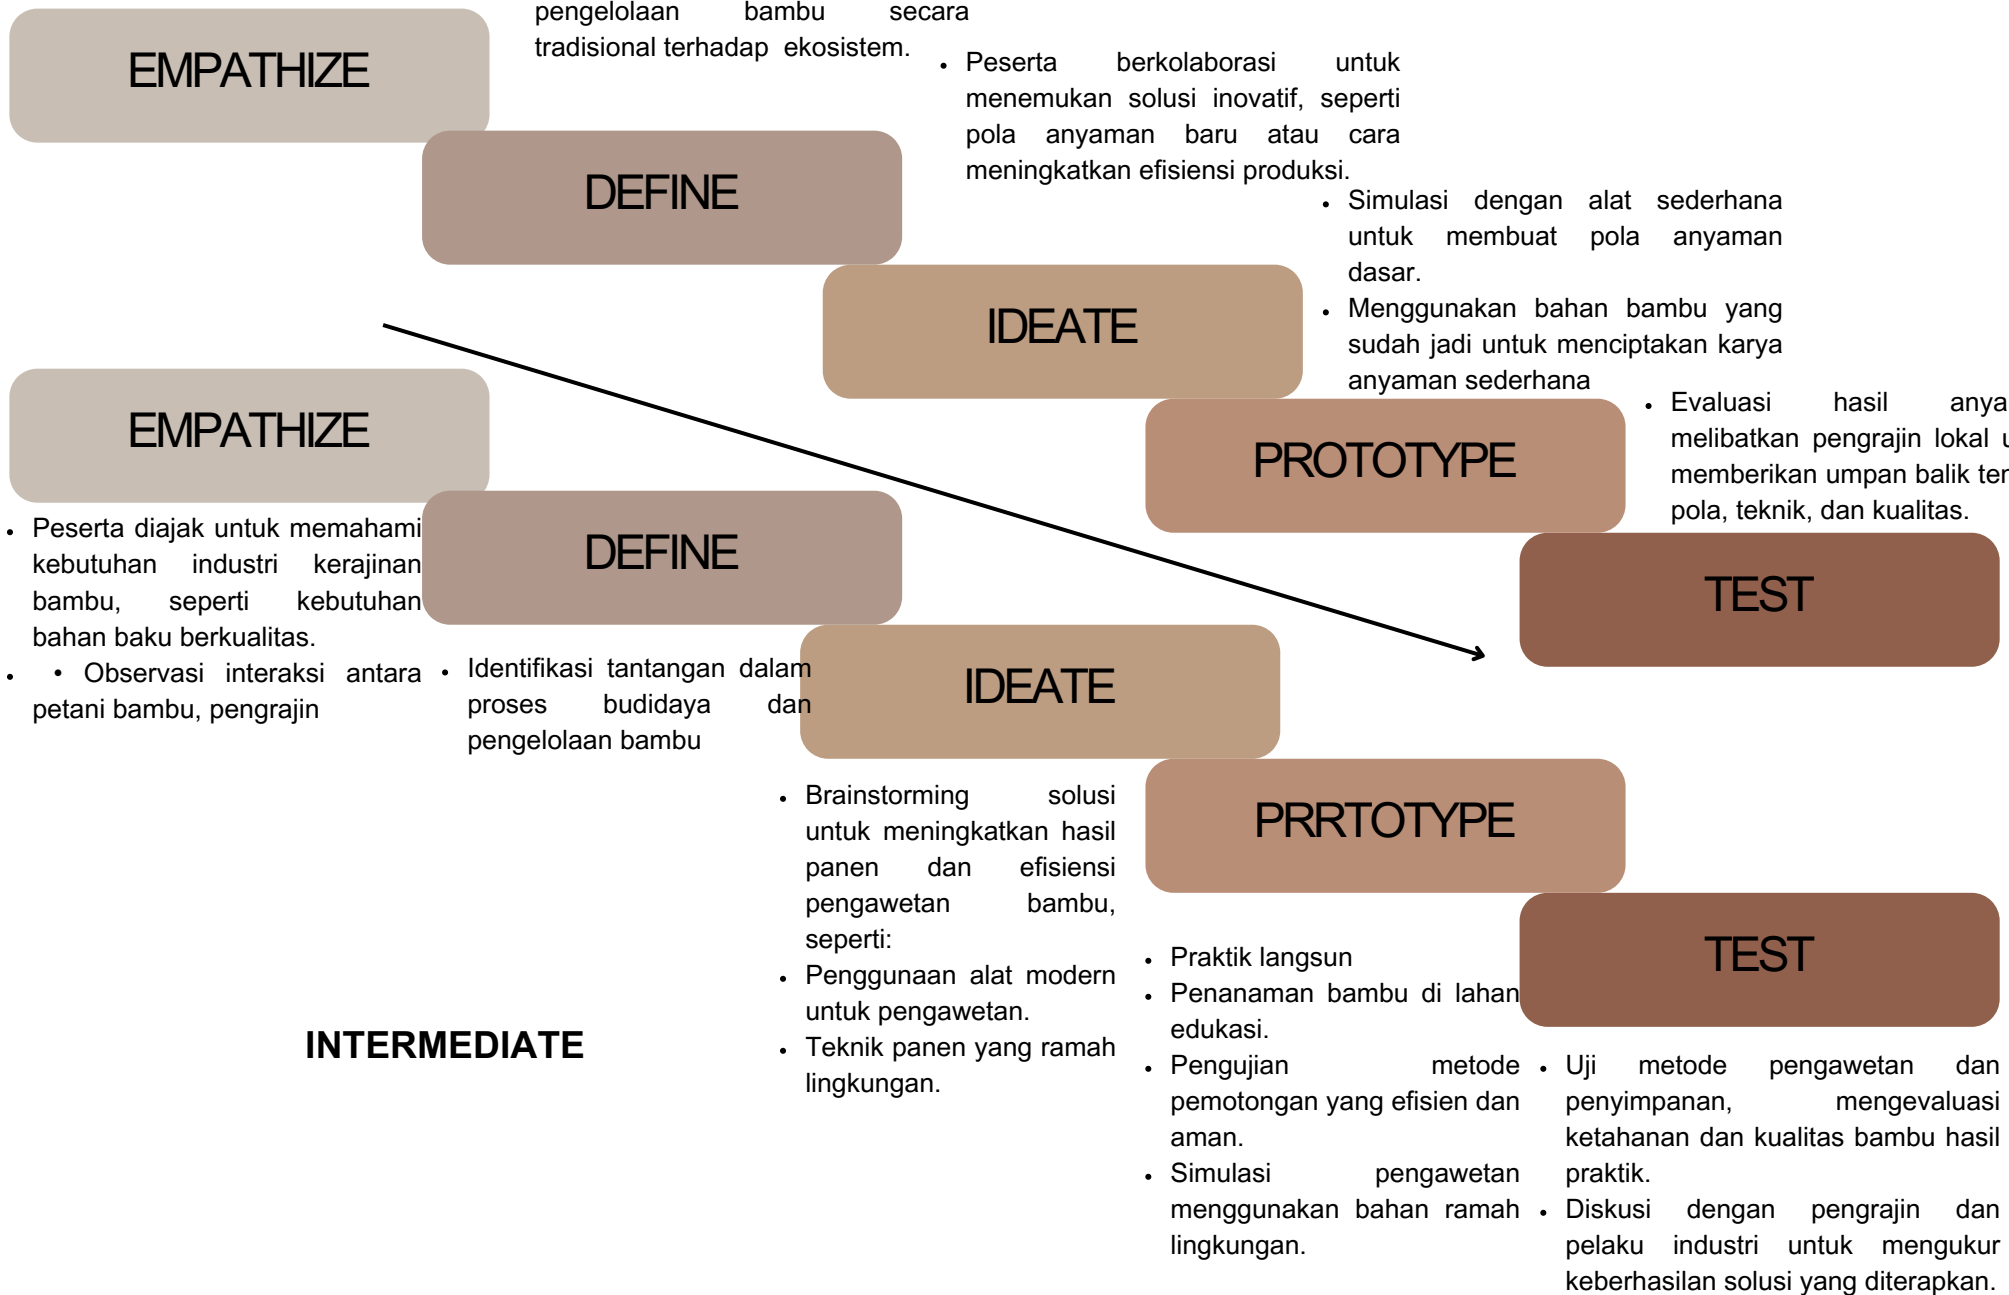 pengelolaan bambu secara
tradisional terhadap ekosistem.
EMPATHIZE
• Peserta berkolaborasi untuk
menemukan solusi inovatif, seperti
pola anyaman baru atau cara
meningkatkan efisiensi produksi.
DEFINE
• Simulasi dengan alat sederhana
untuk membuat pola anyaman
dasar.
• Menggunakan bahan bambu yang
sudah jadi untuk menciptakan karya
anyaman sederhana
IDEATE
• Evaluasi hasil
melibatkan pengrajin lokal
memberikan umpan balik
pola, teknik, dan kualitas.
PROTOTYPE
TEST
EMPATHIZE
• Peserta diajak untuk memahami
kebutuhan industri kerajinan
bambu, seperti kebutuhan
bahan baku berkualitas.
• • Observasi interaksi antara
petani bambu, pengrajin
DEFINE
• Identifikasi tantangan dalam
proses budidaya dan
pengelolaan bambu
IDEATE
• Brainstorming solusi
untuk meningkatkan hasil
panen dan efisiensi
pengawetan bambu,
seperti:
• Penggunaan alat modern
untuk pengawetan.
• Teknik panen yang ramah
lingkungan.
PRRTOTYPE
• Praktik langsun
• Penanaman bambu di lahan
edukasi.
• Pengujian metode
pemotongan yang efisien dan
aman.
• Simulasi pengawetan
menggunakan bahan ramah
lingkungan.
TEST
• Uji metode pengawetan dan
penyimpanan, mengevaluasi
ketahanan dan kualitas bambu hasil
praktik.
• Diskusi dengan pengrajin dan
pelaku industri untuk mengukur
keberhasilan solusi yang diterapkan.
INTERMEDIATE